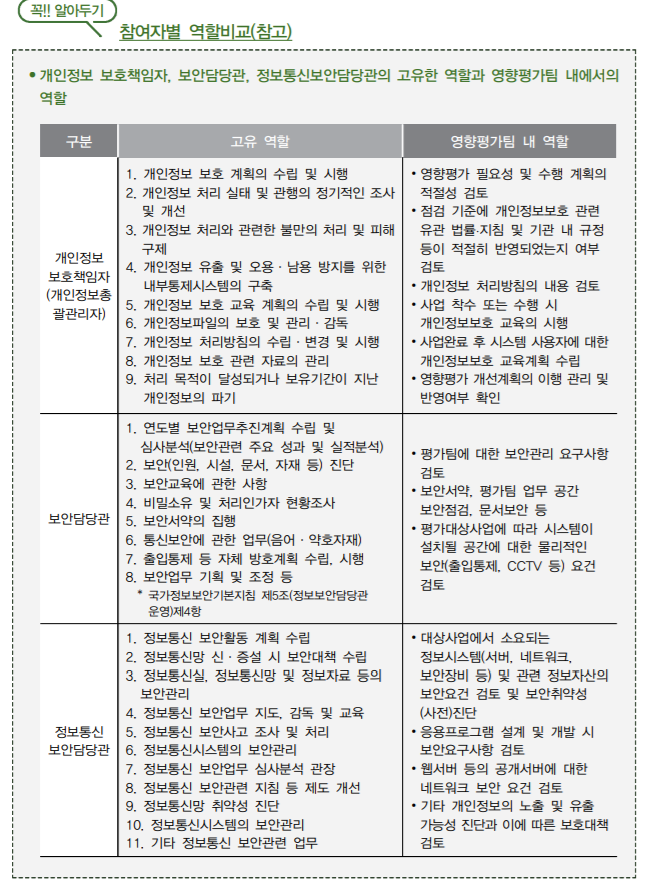 꼭!! 알아두기
참여자별 역할비교(참고)
• 개인정보 보호책임자, 보안담당관, 정보통신보안담당관의 고유한 역할과 영향평가팀 내에서의
역할
구분
고유 역할
영향평가팀 내 역할
개인정보
보호책임자
(개인정보총
괄관리자)
1. 개인정보 보호 계획의 수립 및 시행
2. 개인정보 처리 실태 및 관행의 정기적인 조사
및 개선
3. 개인정보 처리와 관련한 불만의 처리 및 피해
구제
4. 개인정보 유출 및 오용 · 남용 방지를 위한
내부통제시스템의 구축
5. 개인정보 보호 교육 계획의 수립 및 시행
6. 개인정보파일의 보호 및 관리 · 감독
7. 개인정보 처리방침의 수립 · 변경 및 시행
8. 개인정보 보호 관련 자료의 관리
9. 처리 목적이 달성되거나 보유기간이 지난
개인정보의 파기
• 영향평가 필요성 및 수행 계획의
적절성 검토
• 점검 기준에 개인정보보호 관련
유관 법률·지침 및 기관 내 규정
등이 적절히 반영되었는지 여부
검토
• 개인정보 처리방침의 내용 검토
• 사업 착수 또는 수행 시
개인정보보호 교육의 시행
• 사업완료 후 시스템 사용자에 대한
개인정보보호 교육계획 수립
• 영향평가 개선계획의 이행 관리 및
반영여부 확인
보안담당관
1. 연도별 보안업무추진계획 수립 및
심사분석(보안관련 주요 성과 및 실적분석)
2. 보안(인원, 시설, 문서, 자재 등) 진단
3. 보안교육에 관한 사항
4. 비밀소유 및 처리인가자 현황조사
5. 보안서약의 집행
6. 통신보안에 관한 업무(음어 · 약호자재)
7. 출입통제 등 자체 방호계획 수립, 시행
8. 보안업무 기획 및 조정 등
* 국가정보보안기본지침 제5조(정보보안담당관
운영)제4항
• 평가팀에 대한 보안관리 요구사항
검토
• 보안서약, 평가팀 업무 공간
보안점검, 문서보안 등
• 평가대상사업에 따라 시스템이
설치될 공간에 대한 물리적인
보안(출입통제, CCTV 등) 요건
검토
정보통신
보안담당관
1. 정보통신 보안활동 계획 수립
2. 정보통신망 신 · 증설 시 보안대책 수립
3. 정보통신실, 정보통신망 및 정보자료 등의
보안관리
4. 정보통신 보안업무 지도, 감독 및 교육
5. 정보통신 보안사고 조사 및 처리
6. 정보통신시스템의 보안관리
7. 정보통신 보안업무 심사분석 관장
8. 정보통신 보안관련 지침 등 제도 개선
9. 정보통신망 취약성 진단
10. 정보통신시스템의 보안관리
11. 기타 정보통신 보안관련 업무
• 대상사업에서 소요되는
정보시스템(서버, 네트워크,
보안장비 등) 및 관련 정보자산의
보안요건 검토 및 보안취약성
(사전)진단
• 응용프로그램 설계 및 개발 시
보안요구사항 검토
• 웹서버 등의 공개서버에 대한
네트워크 보안 요건 검토
• 기타 개인정보의 노출 및 유출
가능성 진단과 이에 따른 보호대책
검토